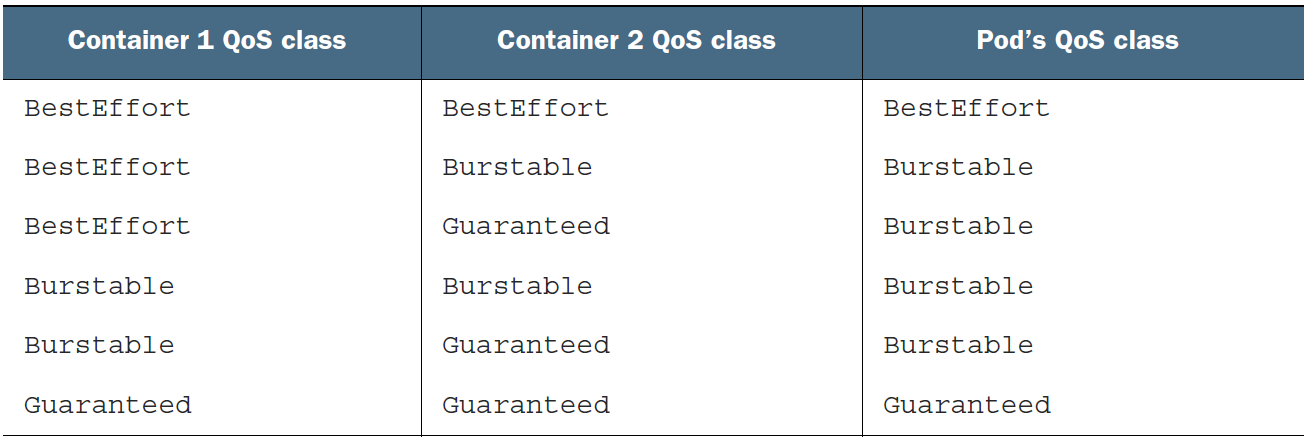 Container 1 QoS class Container 2 QoS class Pod’s QoS class
BestEffort BestEffort BestEffort
BestEffort Burstable Burstable
BestEffort Guaranteed Burstable
Burstable Burstable Burstable
Burstable Guaranteed Burstable
Guaranteed Guaranteed Guaranteed